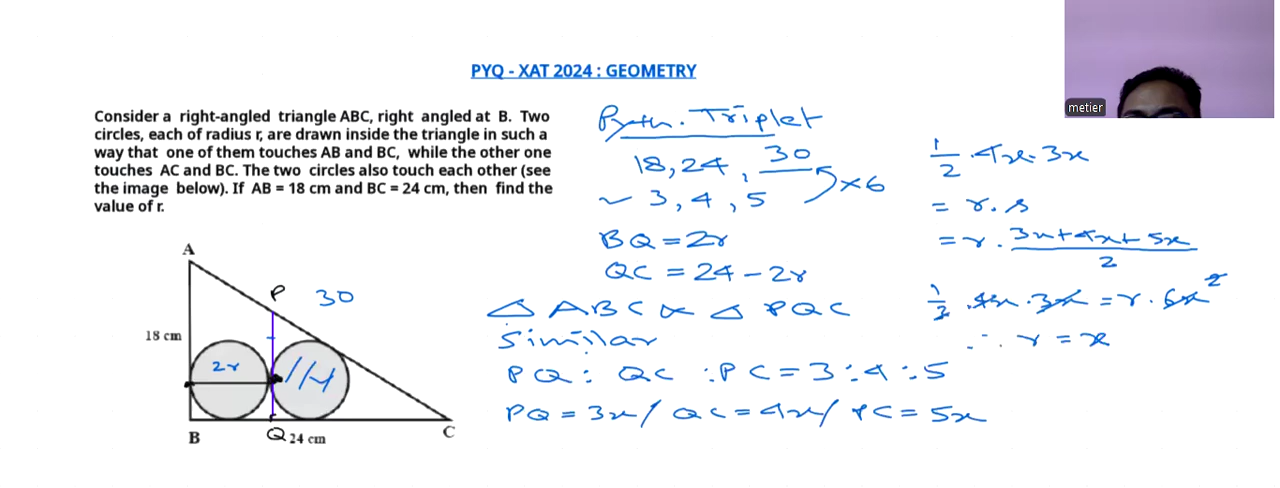 PYQ - XAT 2024 : GEOMETRY
metier
Consider a right-angled triangle ABC, right angled at B. Two
circles, each of radius r, are drawn inside the triangle in such a
way that one of them touches AB and BC, while the other one
touches AC and BC. The two circles also touch each other (see
the image below). If AB = 18 cm and BC = 24 cm, then find the
value of r.
A
P
30
18 cm
2r
B
Q
24 cm
C
Pyth. Triplet
18, 24, 30
~ 3, 4, 5
×6
BQ = 2r
QC = 24 - 2r
△ ABC ∝ △ PQC
Similar
PQ : QC : PC = 3 : 4 : 5
PQ = 3x / QC = 4x / PC = 5x
1/2 . 4x . 3x
= r . s
= r . (3x + 4x + 5x)/2
1/2 . 4x . 3x = r . 6x 2
∴ r = x